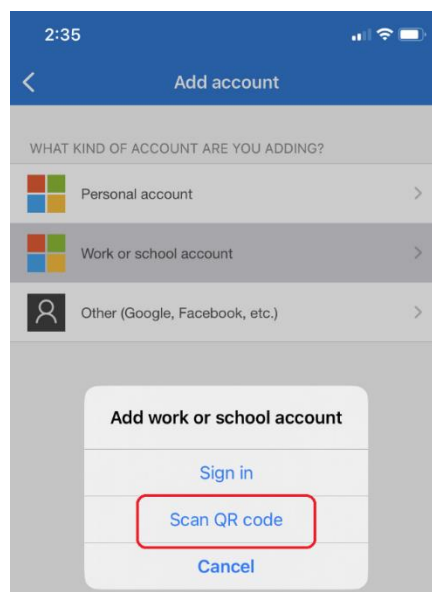 2:35
Add account
WHAT KIND OF ACCOUNT ARE YOU ADDING?
Personal account
Work or school account
Other (Google, Facebook, etc.)
Add work or school account
Sign in
Scan QR code
Cancel